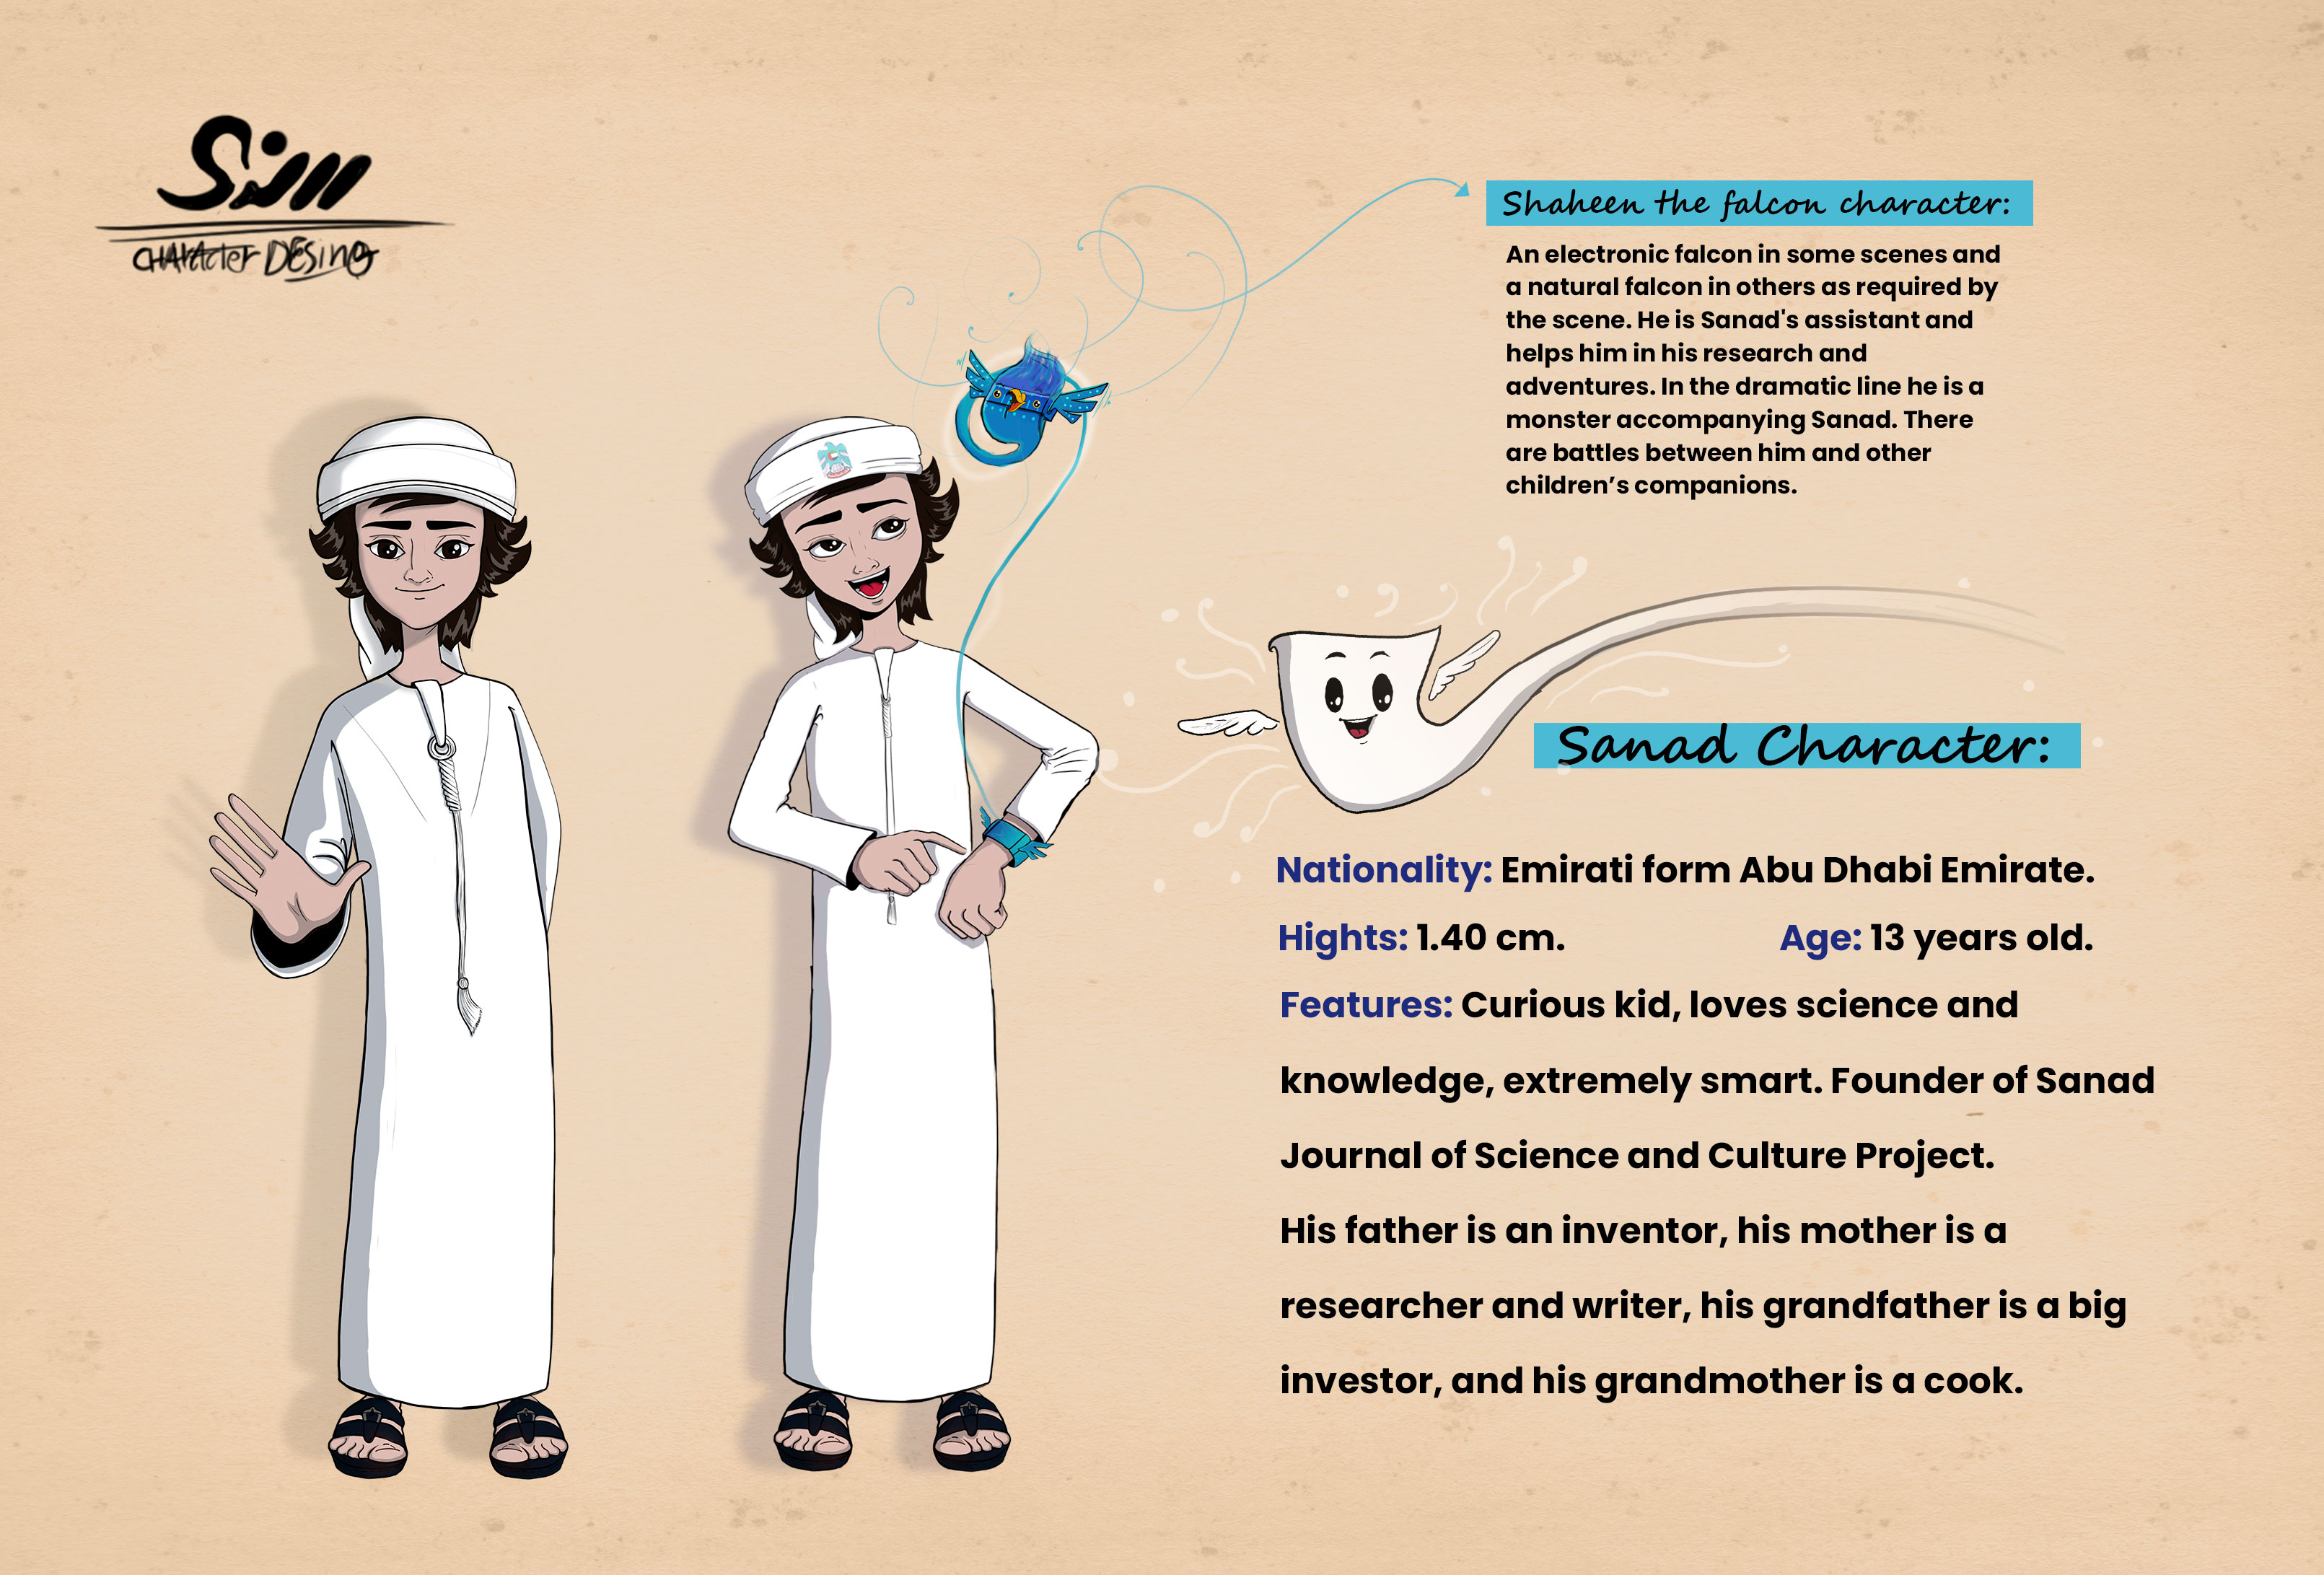 CHARActer DESing
Shaheen the falcon character:
An electronic falcon in some scenes and
a natural falcon in others as required by
the scene. He is Sanad's assistant and
helps him in his research and
adventures. In the dramatic line he is a
monster accompanying Sanad. There
are battles between him and other
children’s companions.
Sanad Character:
Nationality: Emirati form Abu Dhabi Emirate.
Hights: 1.40 cm. Age: 13 years old.
Features: Curious kid, loves science and
knowledge, extremely smart. Founder of Sanad
Journal of Science and Culture Project.
His father is an inventor, his mother is a
researcher and writer, his grandfather is a big
investor, and his grandmother is a cook.